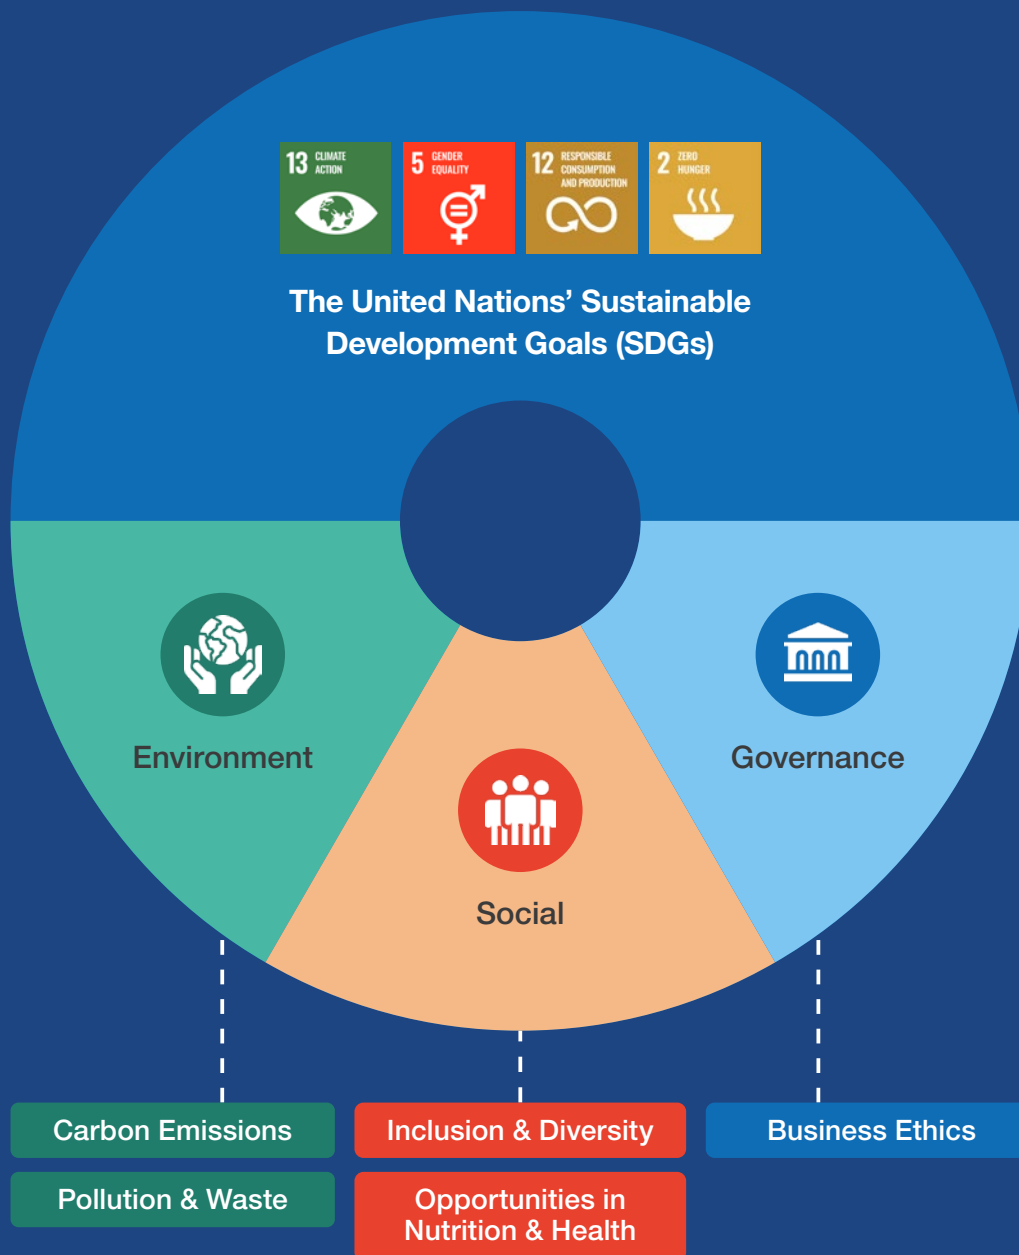 13 CLIMATE
ACTION
5 GENDER
EQUALITY
12 RESPONSIBLE
CONSUMPTION
AND PRODUCTION
2 ZERO
HUNGER
The United Nations’ Sustainable
Development Goals (SDGs)
Environment
Social
Governance
Carbon Emissions
Pollution & Waste
Inclusion & Diversity
Opportunities in
Nutrition & Health
Business Ethics